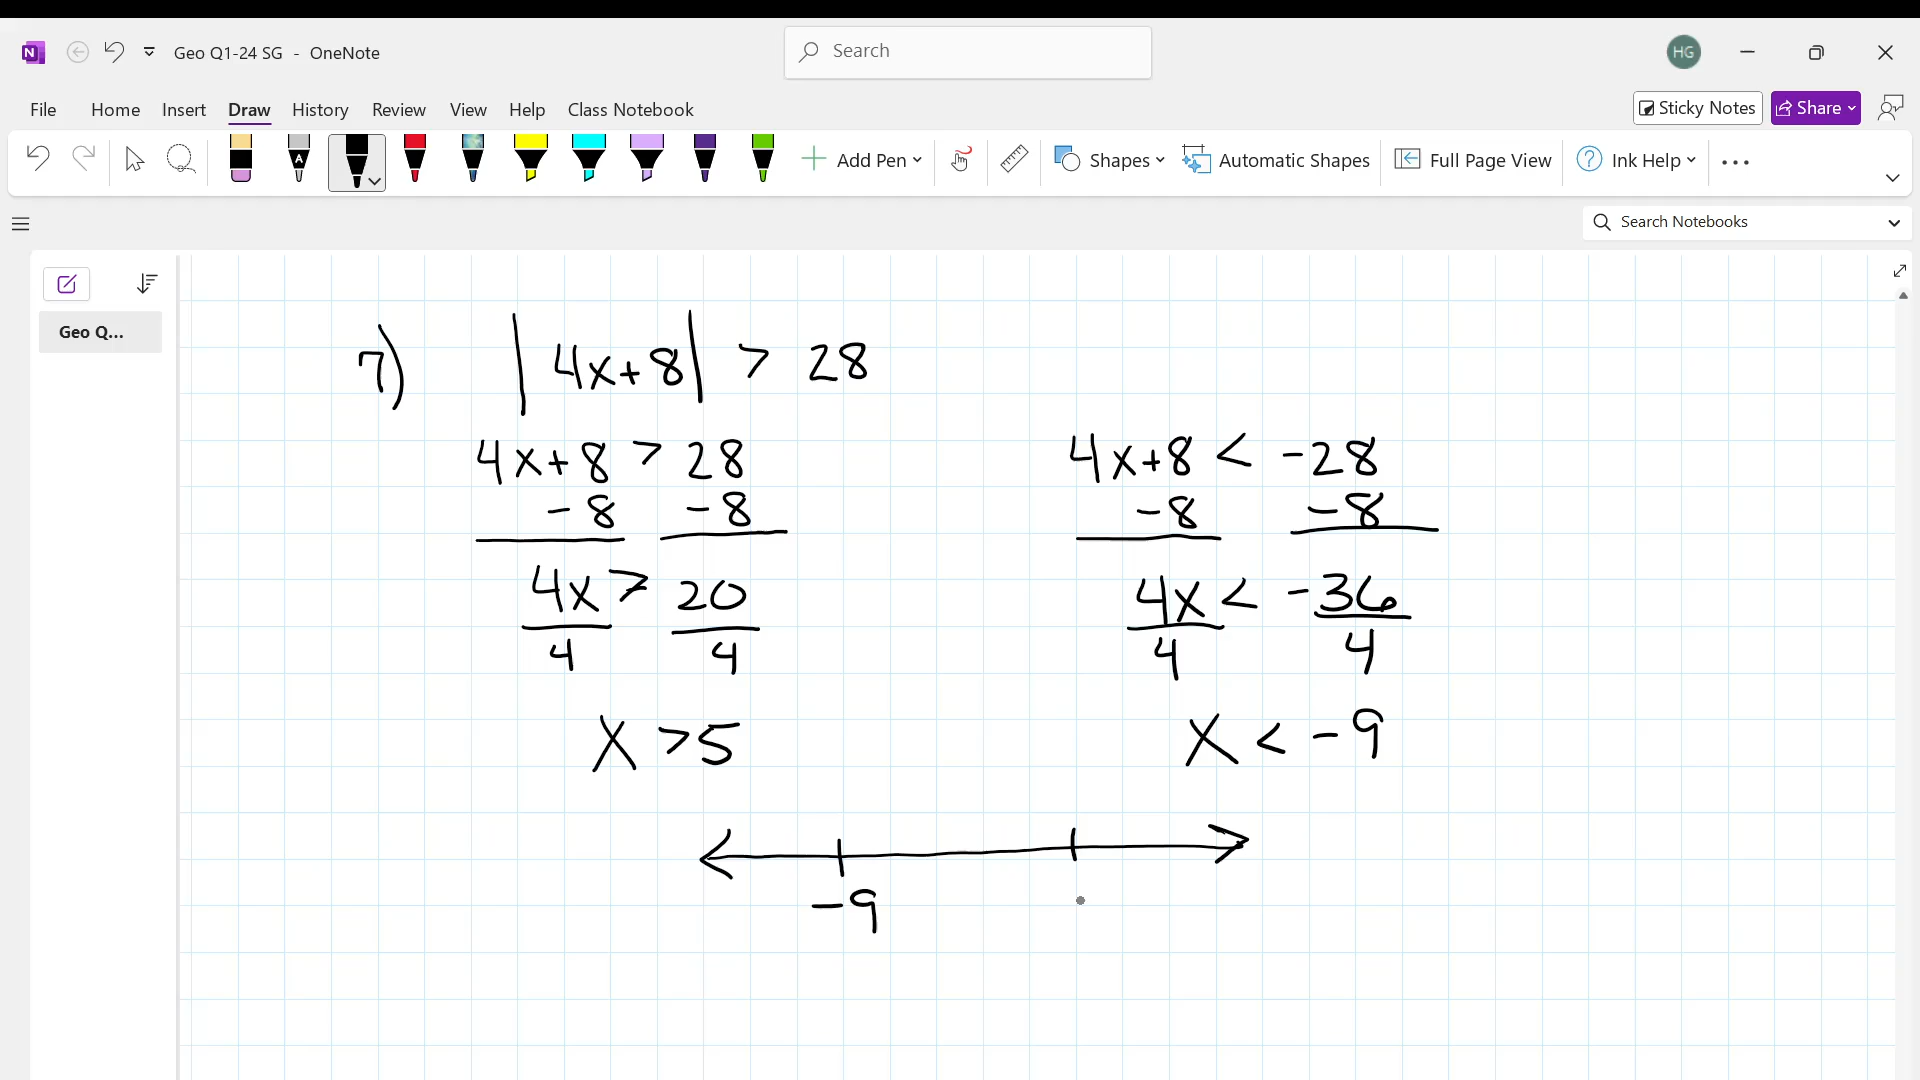 Geo Q1-24 SG - OneNote
Search
HG
File Home Insert Draw History Review View Help Class Notebook
Sticky Notes Share
A
Add Pen Shapes Automatic Shapes Full Page View Ink Help
Search Notebooks
Geo Q...
7) |4x+8| > 28
4x+8 > 28 4x+8 < -28
-8 -8 -8 -8
4x > 20 4x < -36
4 4 4 4
x > 5 x < -9
-9